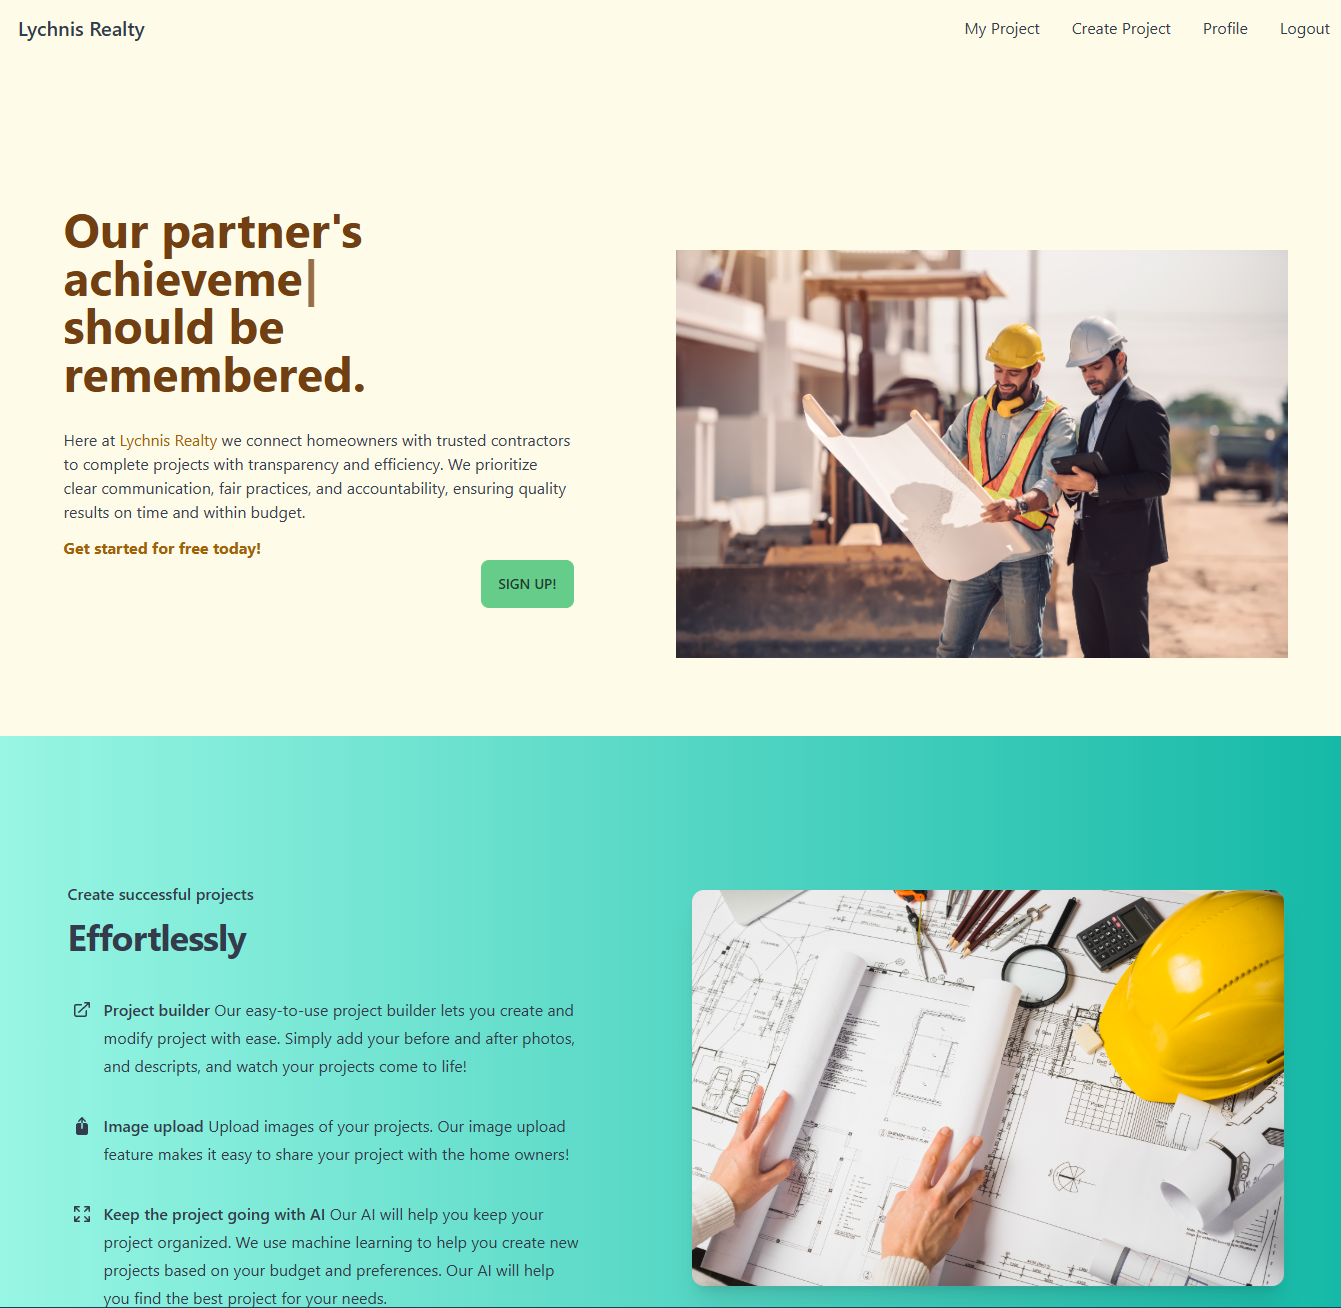 Lychnis Realty
My Project Create Project Profile Logout
Our partner's
achieveme|
should be
remembered.
Here at Lychnis Realty we connect homeowners with trusted contractors
to complete projects with transparency and efficiency. We prioritize
clear communication, fair practices, and accountability, ensuring quality
results on time and within budget.
Get started for free today!
SIGN UP!
Create successful projects
Effortlessly
Project builder Our easy-to-use project builder lets you create and
modify project with ease. Simply add your before and after photos,
and descripts, and watch your projects come to life!
Image upload Upload images of your projects. Our image upload
feature makes it easy to share your project with the home owners!
Keep the project going with AI Our AI will help you keep your
project organized. We use machine learning to help you create new
projects based on your budget and preferences. Our AI will help
you find the best project for your needs.